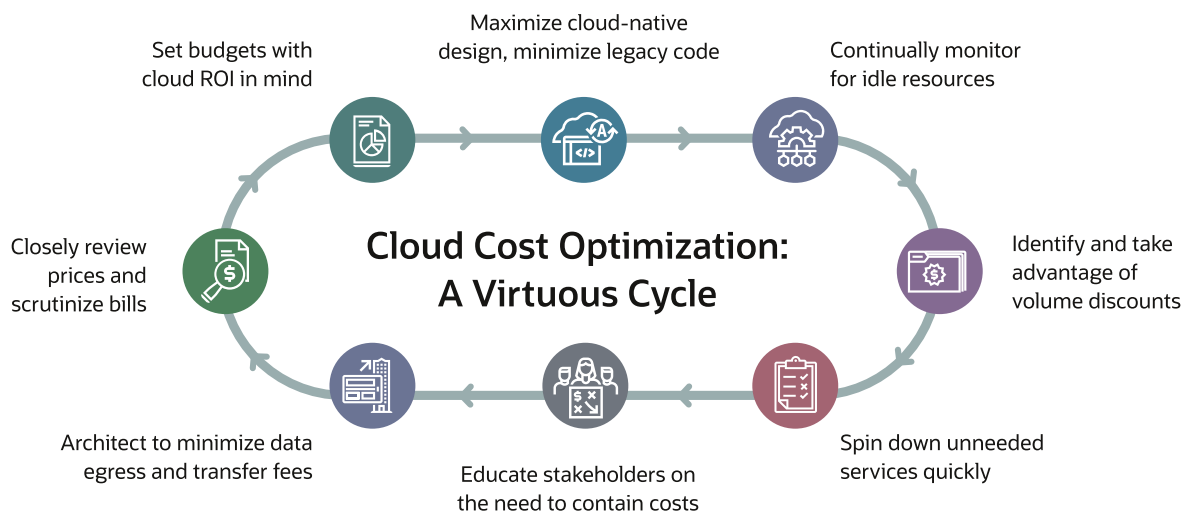 Maximize cloud-native
design, minimize legacy code
Set budgets with
cloud ROI in mind
Continually monitor
for idle resources
A
</>
Closely review
prices and
scrutinize bills
$
Cloud Cost Optimization:
A Virtuous Cycle
$
Identify and take
advantage of
volume discounts
$
Architect to minimize data
egress and transfer fees
Educate stakeholders on
the need to contain costs
Spin down unneeded
services quickly